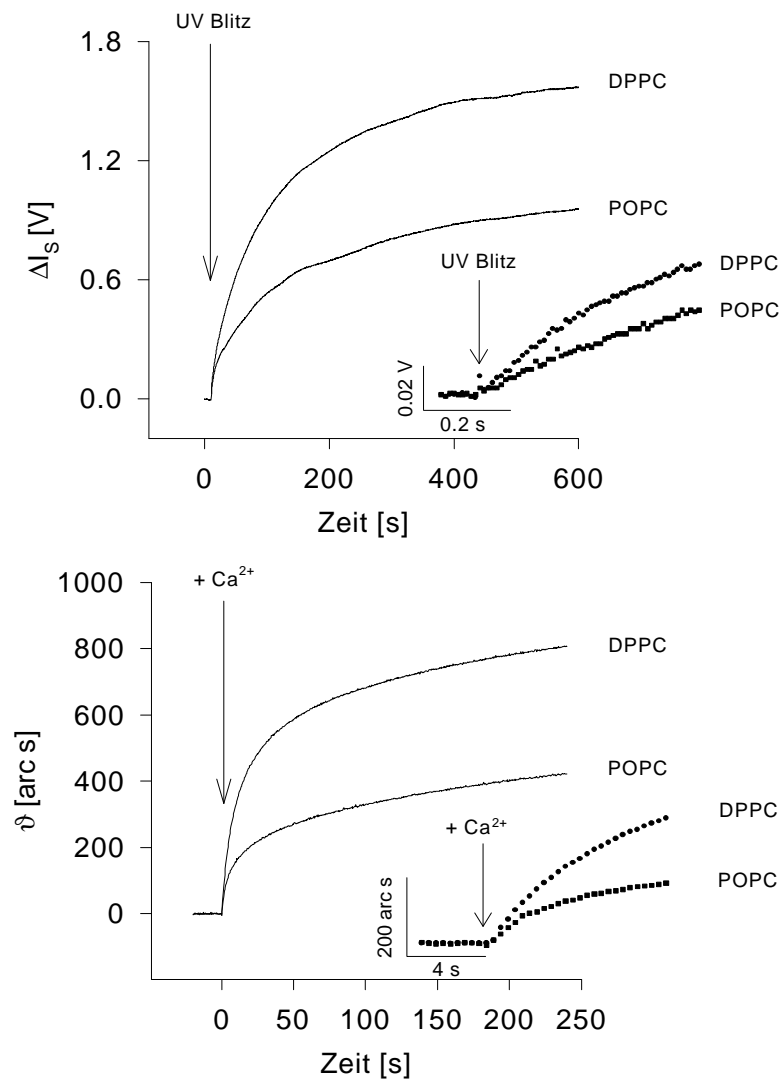 UV Blitz
1.8
DPPC
1.2
POPC
ΔI_S [V]
UV Blitz
DPPC
0.6
POPC
0.02 V
0.0
0.2 s
0 200 400 600
Zeit [s]
+ Ca²⁺
1000
DPPC
800
600
ϑ [arc s]
POPC
400
DPPC
+ Ca²⁺
200
POPC
200 arc s
0
4 s
0 50 100 150 200 250
Zeit [s]